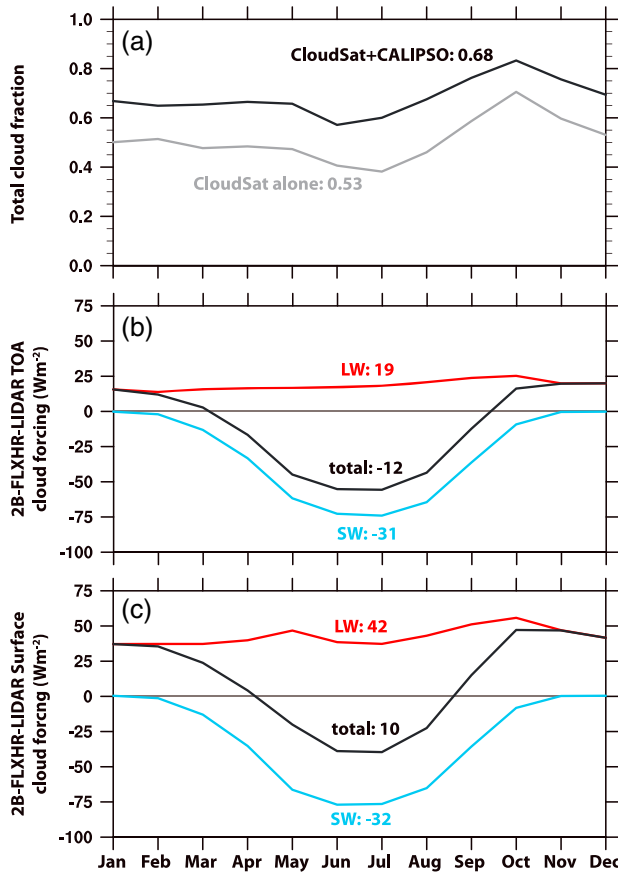 (a)
CloudSat+CALIPSO: 0.68
CloudSat alone: 0.53
Total cloud fraction
1.0
0.8
0.6
0.4
0.2
0.0
(b)
LW: 19
total: -12
SW: -31
2B-FLXHR-LIDAR TOA
cloud forcing (Wm-2)
75
50
25
0
-25
-50
-75
-100
(c)
LW: 42
total: 10
SW: -32
2B-FLXHR-LIDAR Surface
cloud forcng (Wm-2)
75
50
25
0
-25
-50
-75
-100
Jan Feb Mar Apr May Jun Jul Aug Sep Oct Nov Dec